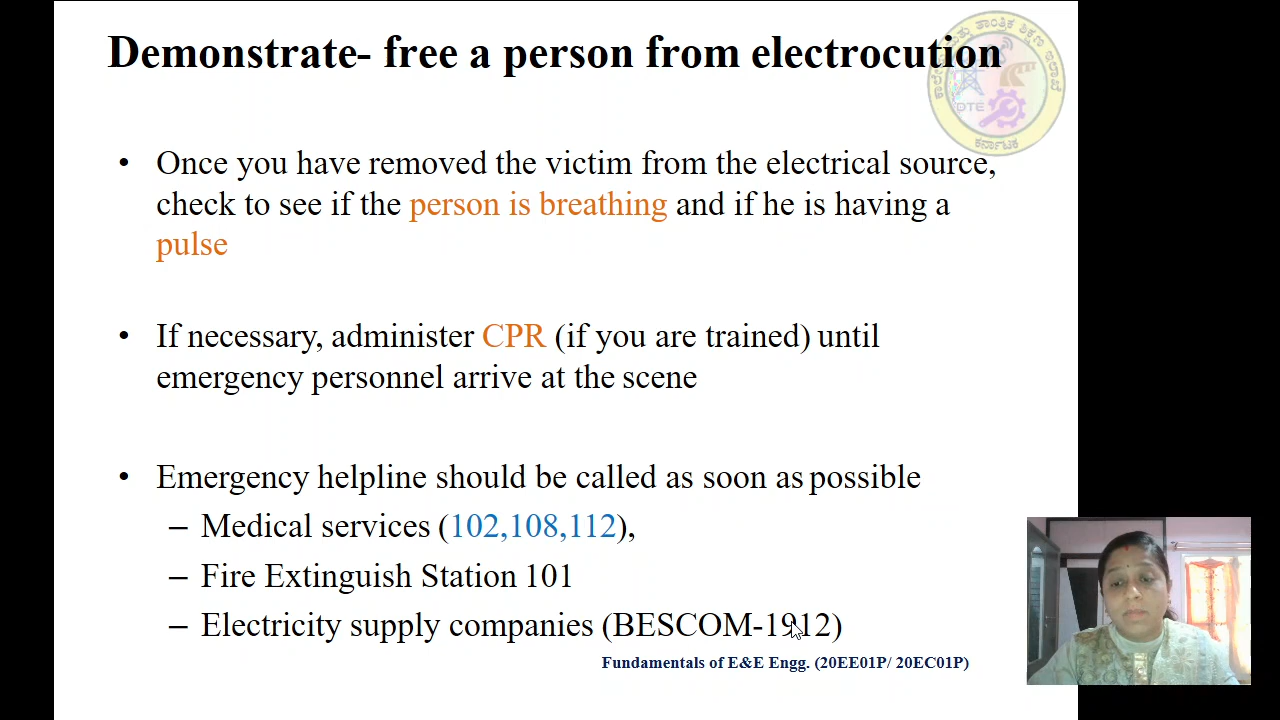 Demonstrate- free a person from electrocution
• Once you have removed the victim from the electrical source,
check to see if the person is breathing and if he is having a
pulse
• If necessary, administer CPR (if you are trained) until
emergency personnel arrive at the scene
• Emergency helpline should be called as soon as possible
– Medical services (102,108,112),
– Fire Extinguish Station 101
– Electricity supply companies (BESCOM-1912)
Fundamentals of E&E Engg. (20EE01P/ 20EC01P)
DTE
ಕರ್ನಾಟಕ